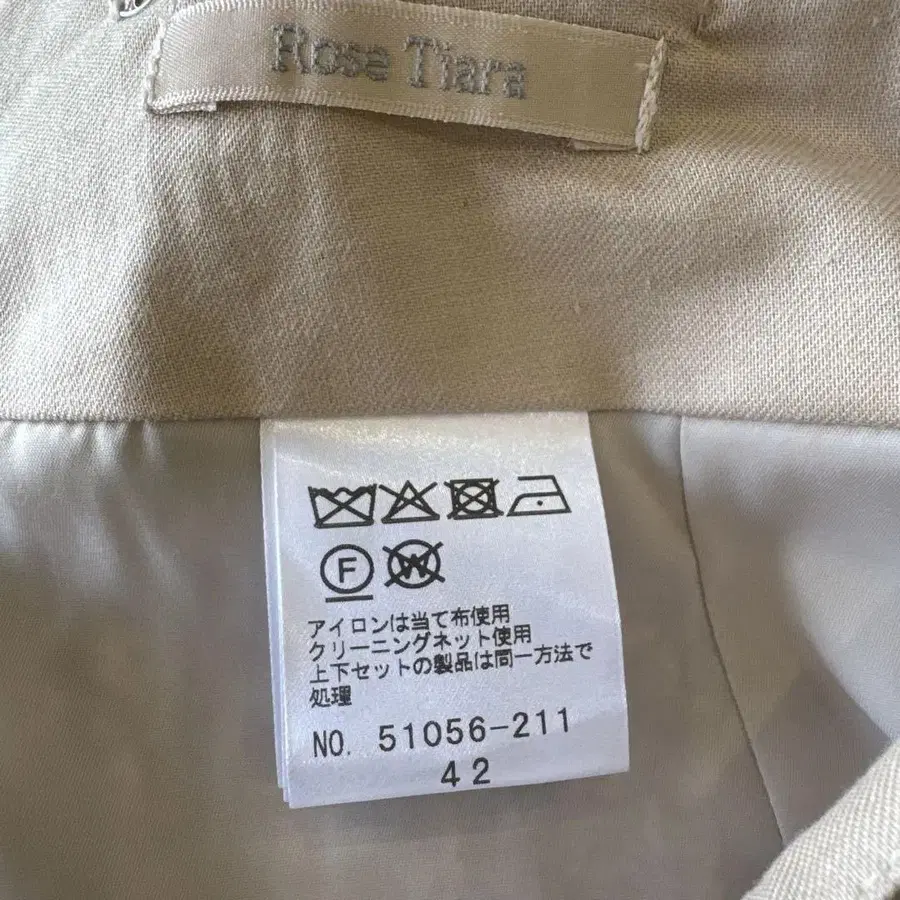 Rose Tiara
F W
アイロンは当て布使用
クリーニングネット使用
上下セットの製品は同一方法で
処理
NO. 51056-211
42